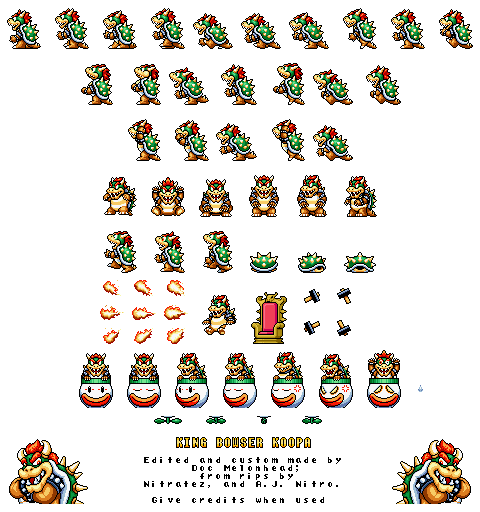 KING BOWSER KOOPA
Edited and custom made by
Doc Melonhead;
from rips by
Nitratez, and A.J. Nitro.
Give credits when used